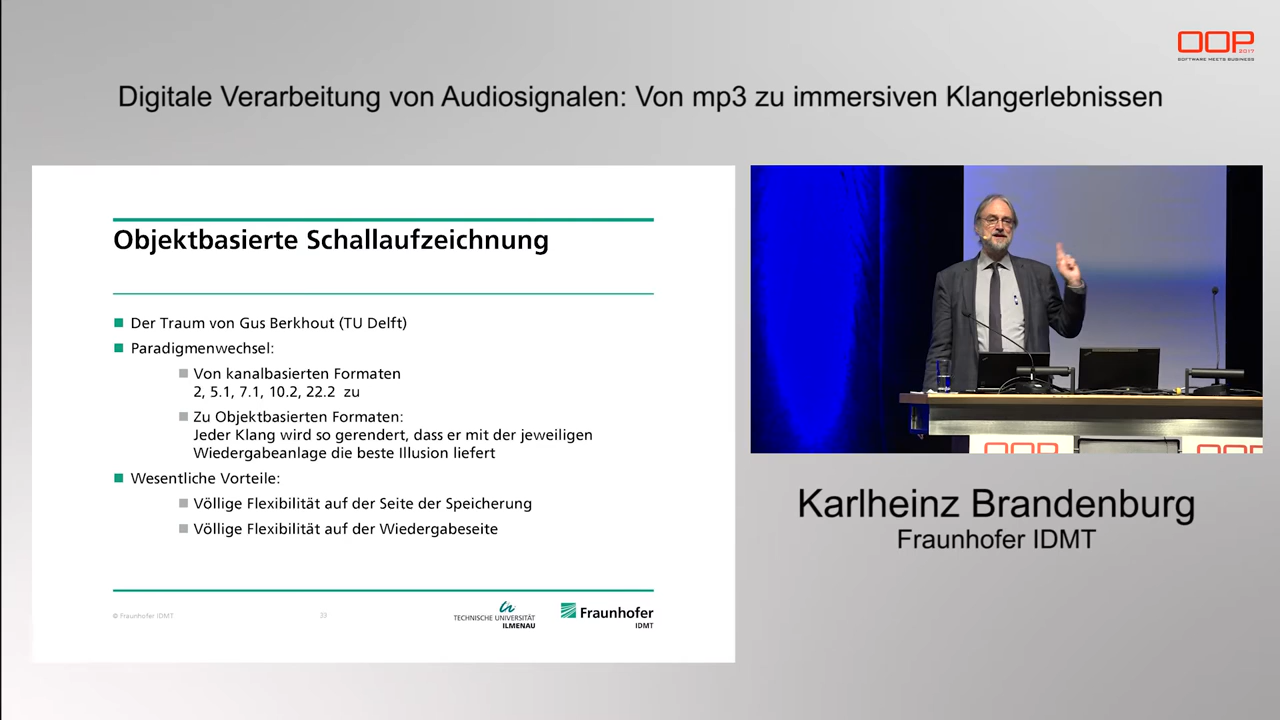 OOP 2017
SOFTWARE MEETS BUSINESS
Digitale Verarbeitung von Audiosignalen: Von mp3 zu immersiven Klangerlebnissen
Objektbasierte Schallaufzeichnung
Der Traum von Gus Berkhout (TU Delft)
Paradigmenwechsel:
Von kanalbasierten Formaten
2, 5.1, 7.1, 10.2, 22.2 zu
Zu Objektbasierten Formaten:
Jeder Klang wird so gerendert, dass er mit der jeweiligen
Wiedergabeanlage die beste Illusion liefert
Wesentliche Vorteile:
Völlige Flexibilität auf der Seite der Speicherung
Völlige Flexibilität auf der Wiedergabeseite
© Fraunhofer IDMT
33
TECHNISCHE UNIVERSITÄT
ILMENAU
Fraunhofer
IDMT
OOP
OOP
Karlheinz Brandenburg
Fraunhofer IDMT